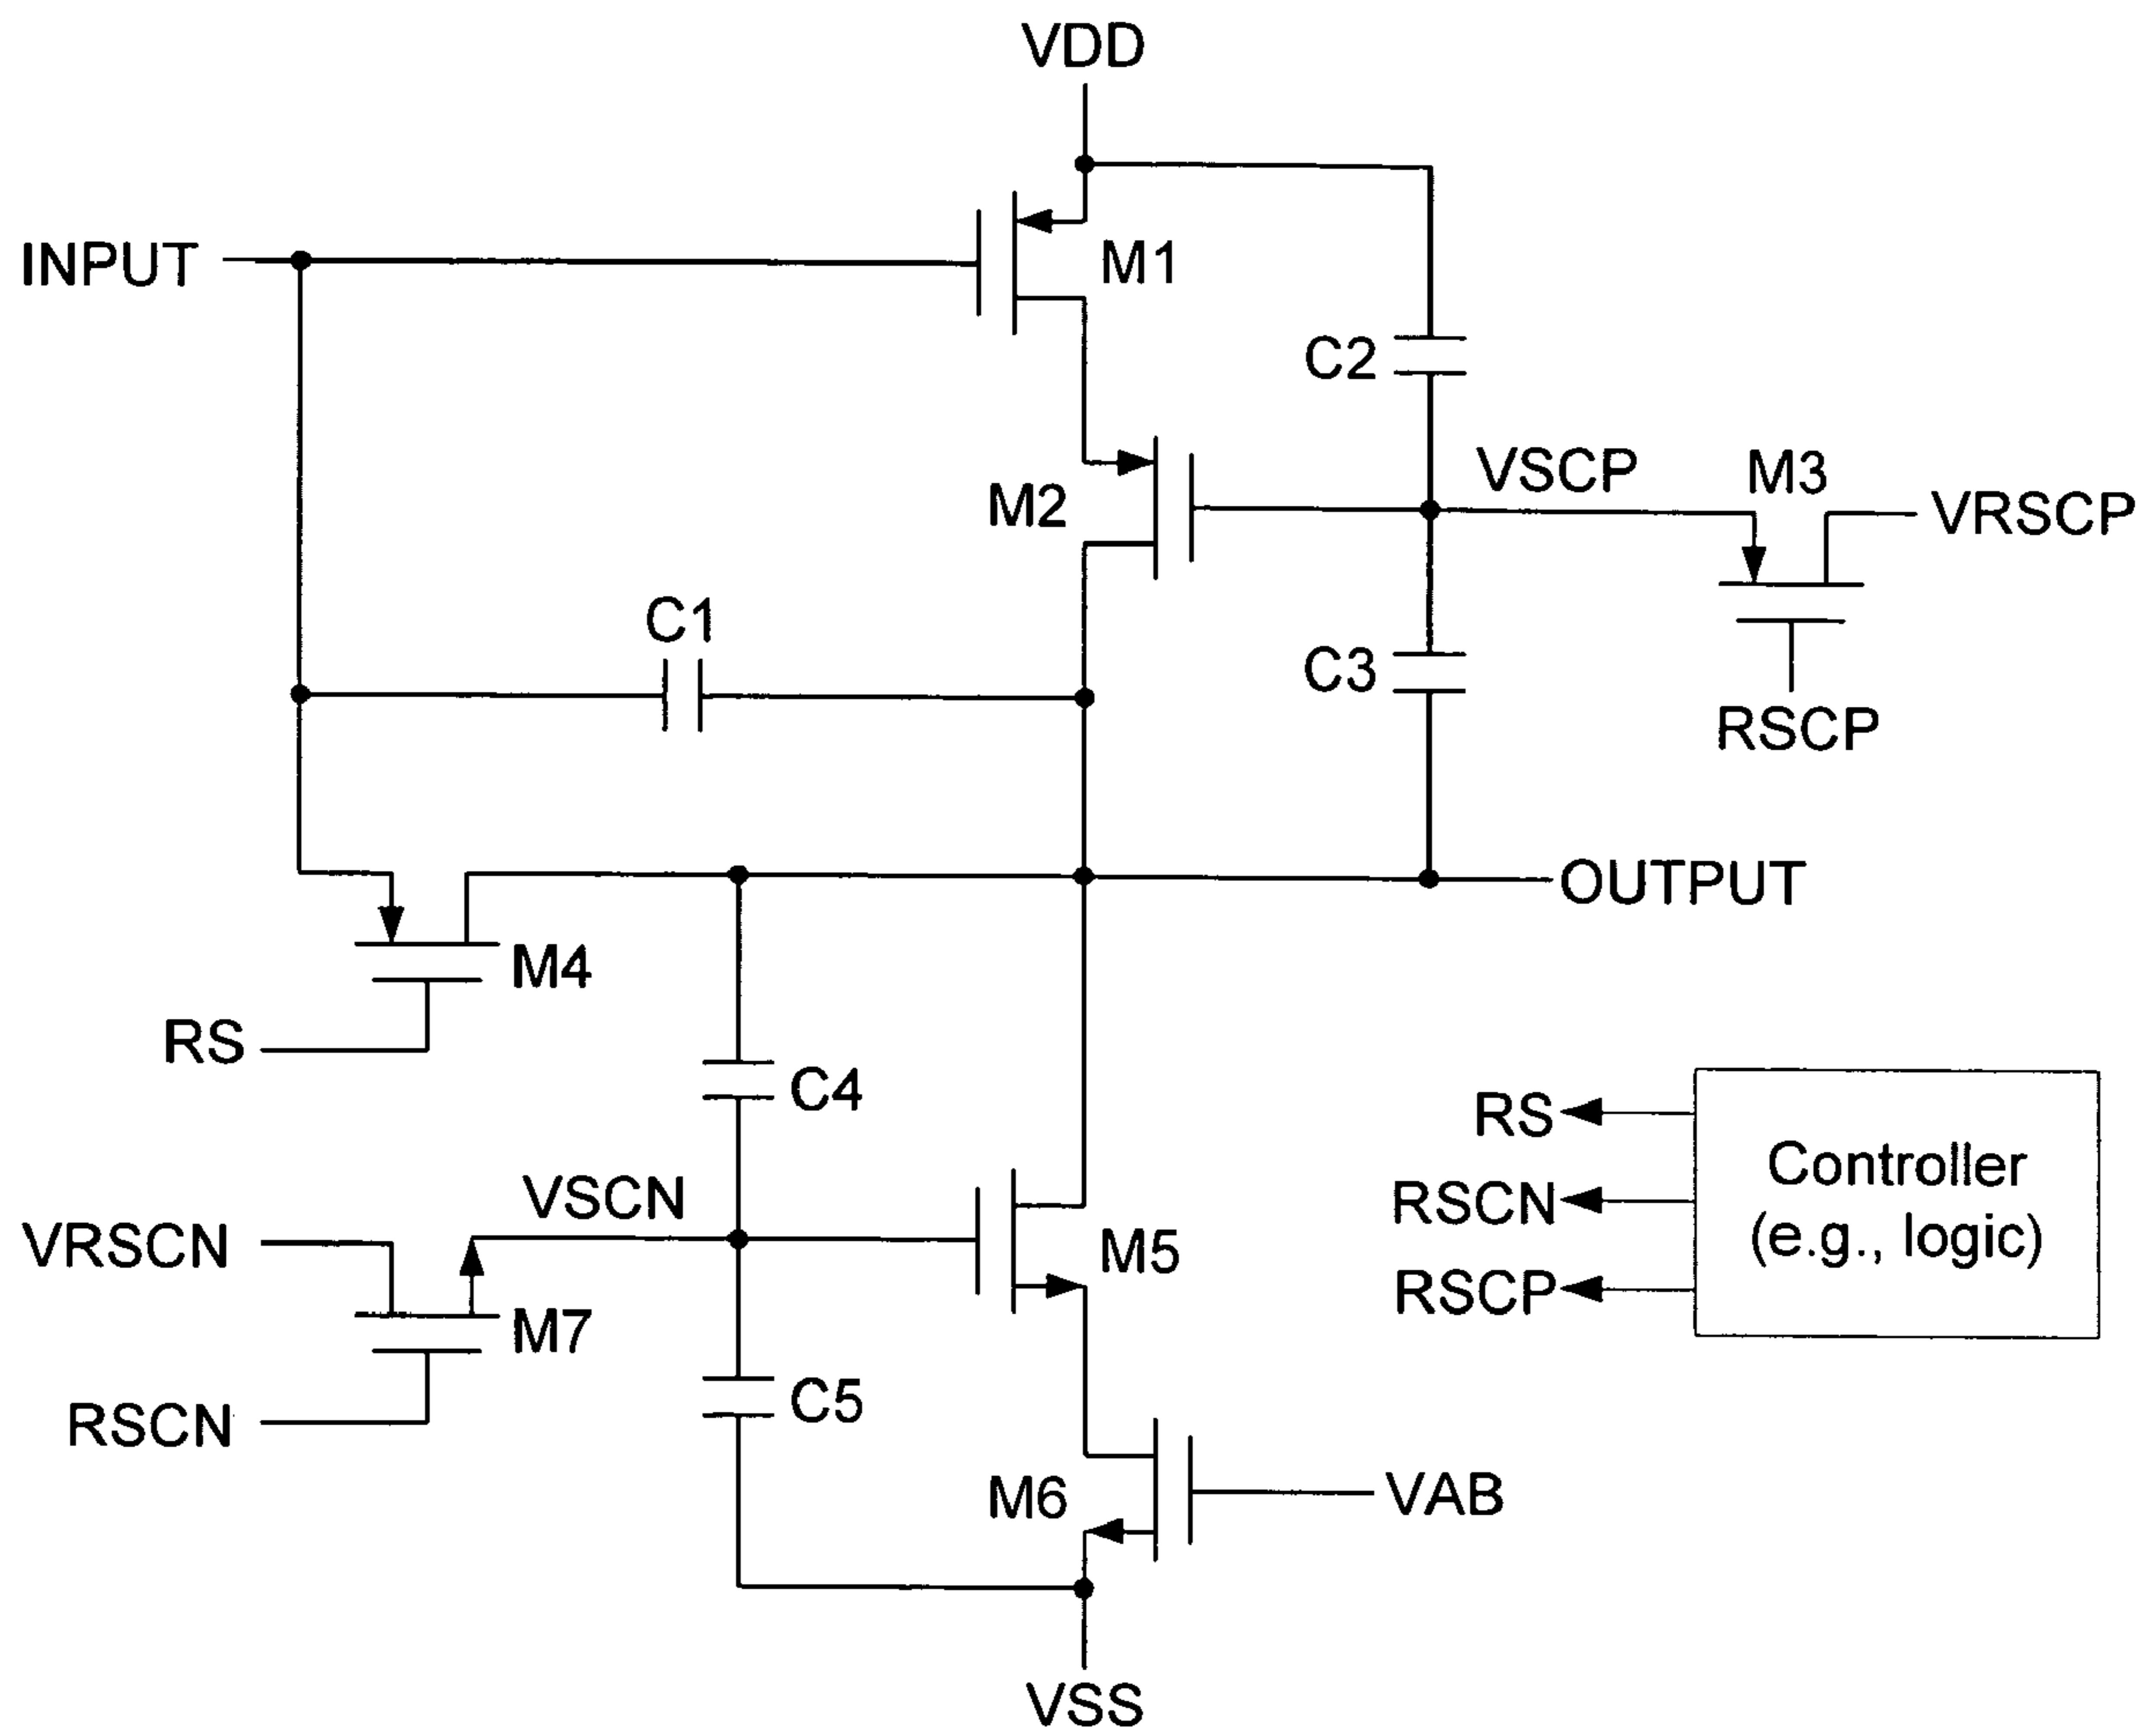 VDD
INPUT
M1
C2
VSCP
M3
VRSCP
M2
C1
C3
RSCP
OUTPUT
M4
RS
C4
RS
Controller
VSCN
RSCN
VRSCN
M5
(e.g., logic)
RSCP
M7
C5
RSCN
M6
VAB
VSS